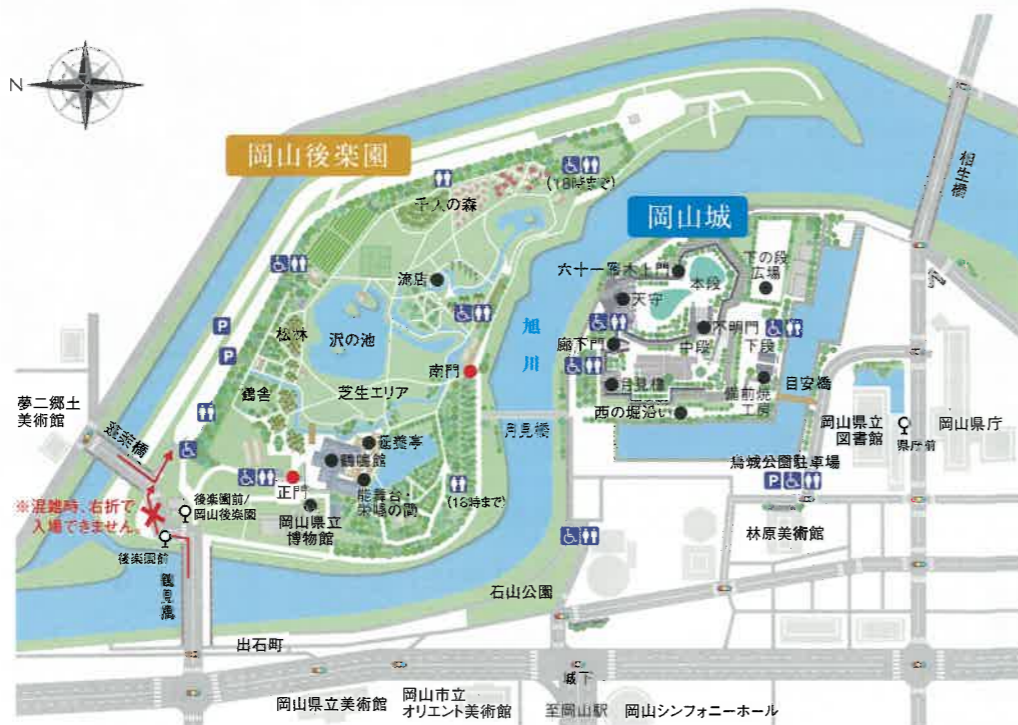 N
岡山後楽園
千入の森
(18時まで)
流店
松林
沢の池
鶴舎
芝生エリア
南門
延養亭
鶴鳴館
能舞台・
栄唱の間
(18時まで)
正門
岡山県立
博物館
夢二郷土
美術館
蓬莱橋
※混雑時、右折で
入場できません。
後楽園前/
岡山後楽園
後楽園前
鶴見橋
旭川
月見橋
岡山城
六十一雁木上門
本段
下の段
広場
天守
不明門
廊下門
中段
下段
月見櫓
備前焼
工房
西の堀沿い
目安橋
相生橋
岡山県立
図書館
県庁前
岡山県庁
烏城公園駐車場
P
林原美術館
石山公園
出石町
城下
岡山県立美術館
岡山市立
オリエント美術館
至岡山駅
岡山シンフォニーホール
P
P